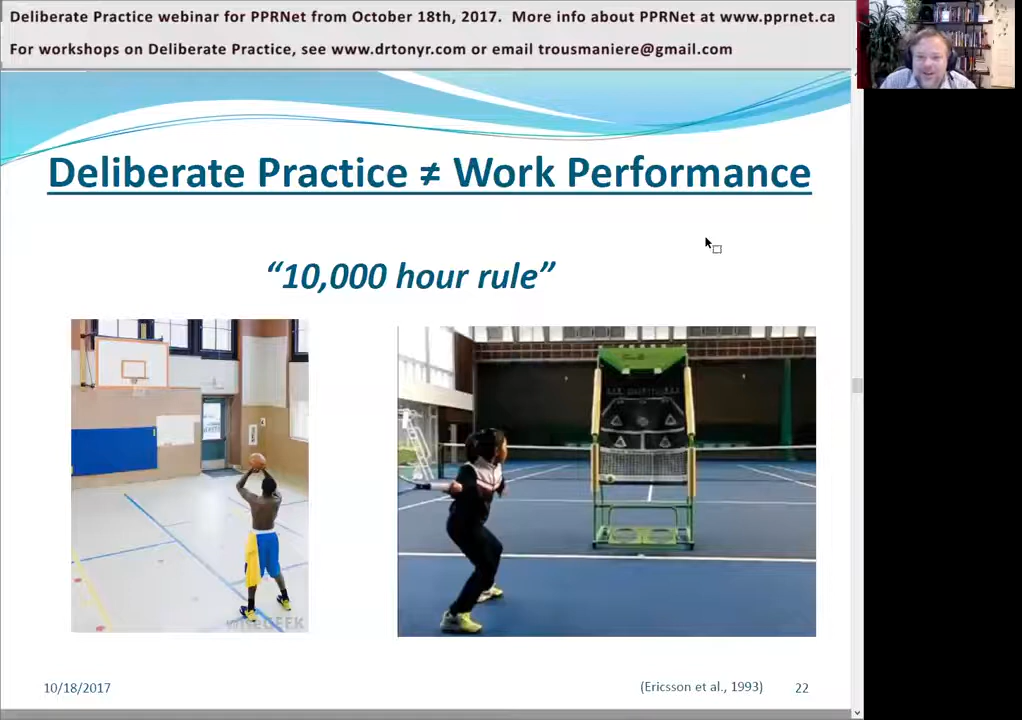 Deliberate Practice webinar for PPRNet from October 18th, 2017. More info about PPRNet at www.pprnet.ca
For workshops on Deliberate Practice, see www.drtonyr.com or email trousmaniere@gmail.com
Deliberate Practice ≠ Work Performance
“10,000 hour rule”
10/18/2017
(Ericsson et al., 1993)
22